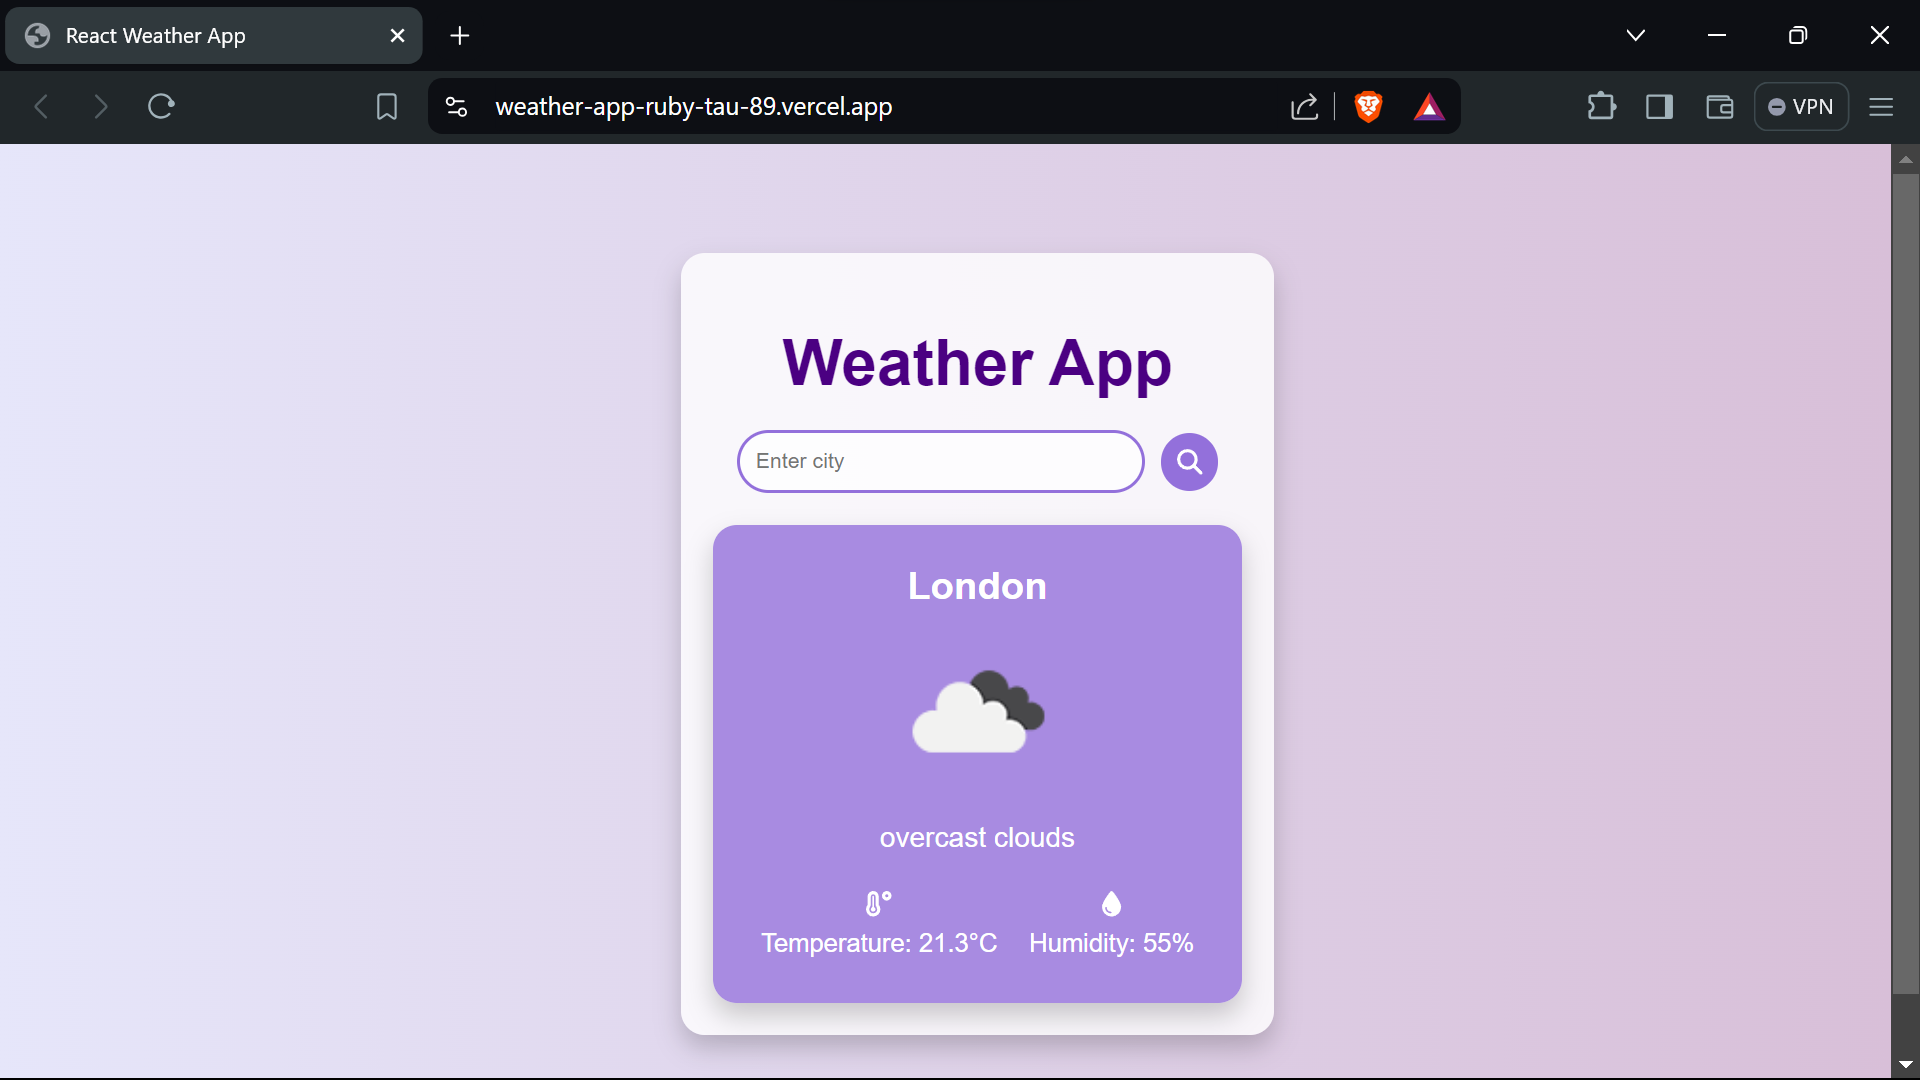 React Weather App
weather-app-ruby-tau-89.vercel.app
VPN
Weather App
Enter city
London
overcast clouds
Temperature: 21.3°C Humidity: 55%